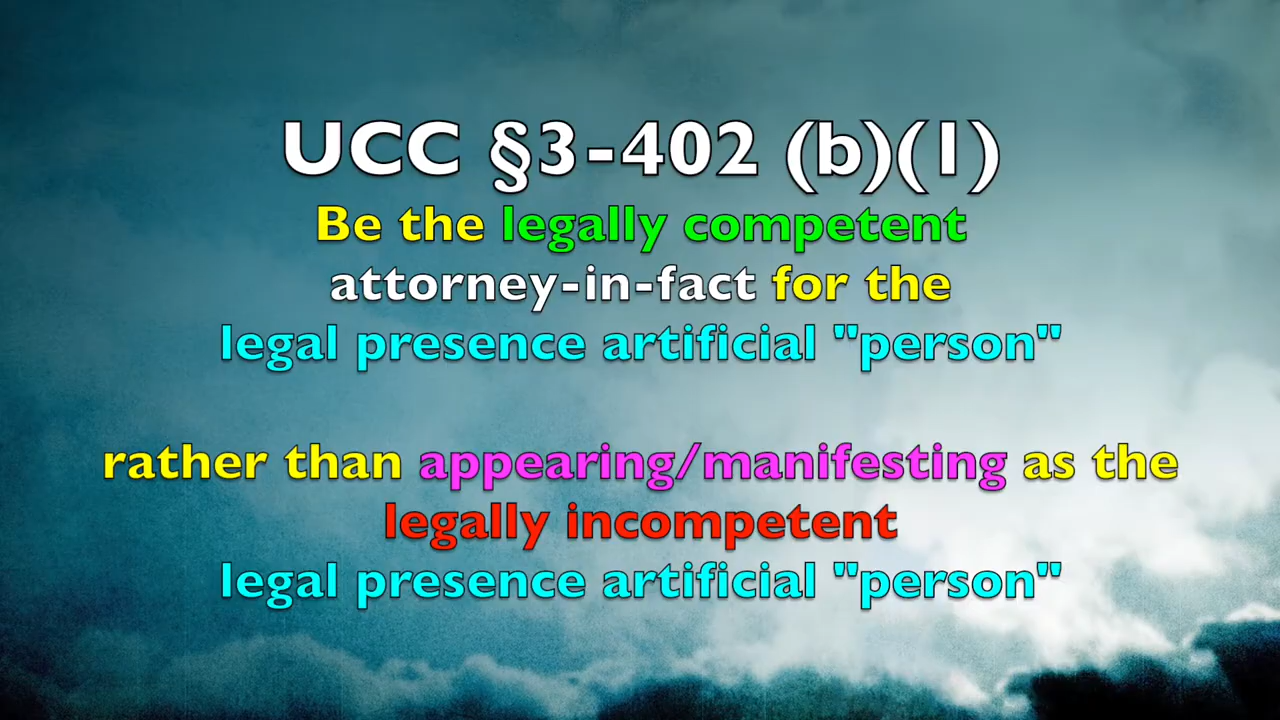 UCC §3-402 (b)(1)
Be the legally competent
attorney-in-fact for the
legal presence artificial "person"
rather than appearing/manifesting as the
legally incompetent
legal presence artificial "person"